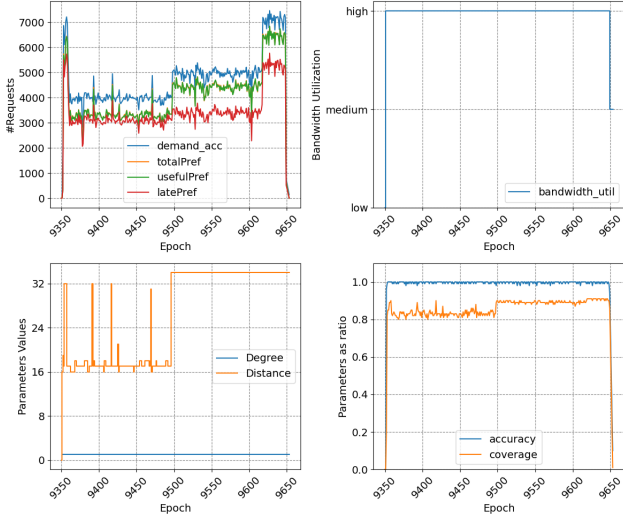 7000
6000
5000
4000
3000
2000
1000
0
#Requests
demand_acc
totalPref
usefulPref
latePref
9350
9400
9450
9500
9550
9600
9650
Epoch
high
medium
low
Bandwidth Utilization
bandwidth_util
9350
9400
9450
9500
9550
9600
9650
Epoch
32
24
16
8
0
Parameters Values
Degree
Distance
9350
9400
9450
9500
9550
9600
9650
Epoch
1.0
0.8
0.6
0.4
0.2
0.0
Parameters as ratio
accuracy
coverage
9350
9400
9450
9500
9550
9600
9650
Epoch